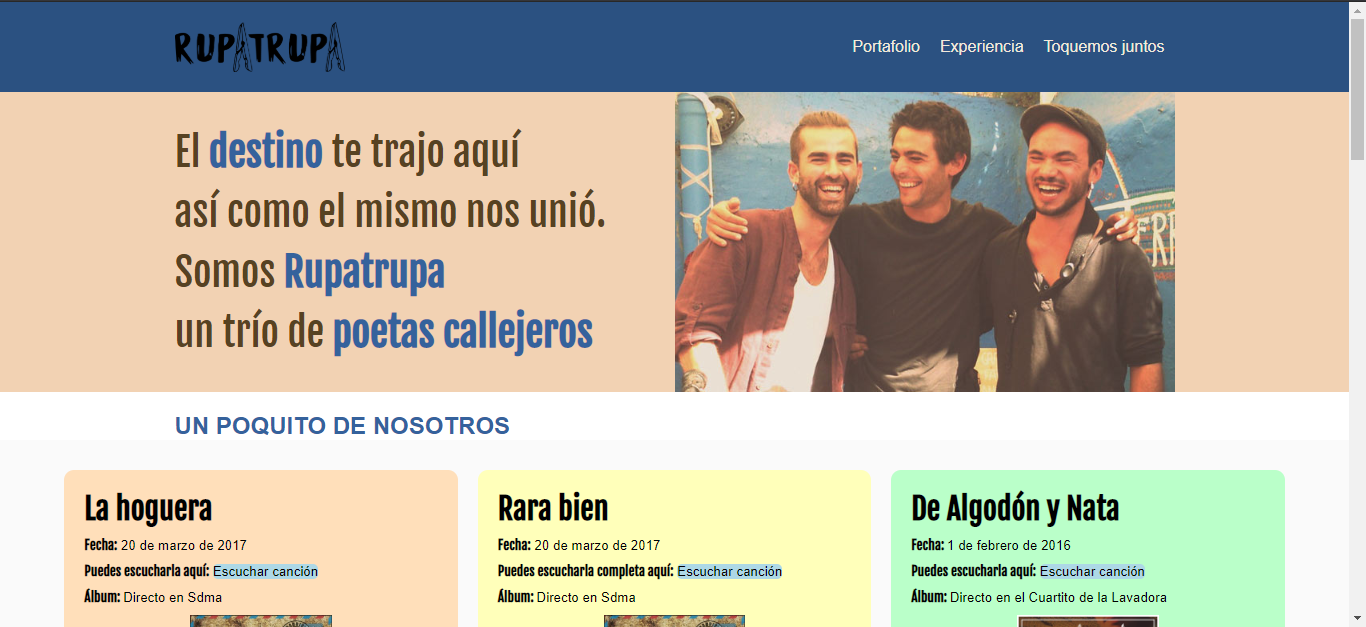 RUPATRUPA
Portafolio Experiencia Toquemos juntos
El destino te trajo aquí
así como el mismo nos unió.
Somos Rupatrupa
un trío de poetas callejeros
UN POQUITO DE NOSOTROS
La hoguera
Fecha: 20 de marzo de 2017
Puedes escucharla aquí: Escuchar canción
Álbum: Directo en Sdma
Rara bien
Fecha: 20 de marzo de 2017
Puedes escucharla completa aquí: Escuchar canción
Álbum: Directo en Sdma
De Algodón y Nata
Fecha: 1 de febrero de 2016
Puedes escucharla aquí: Escuchar canción
Álbum: Directo en el Cuartito de la Lavadora